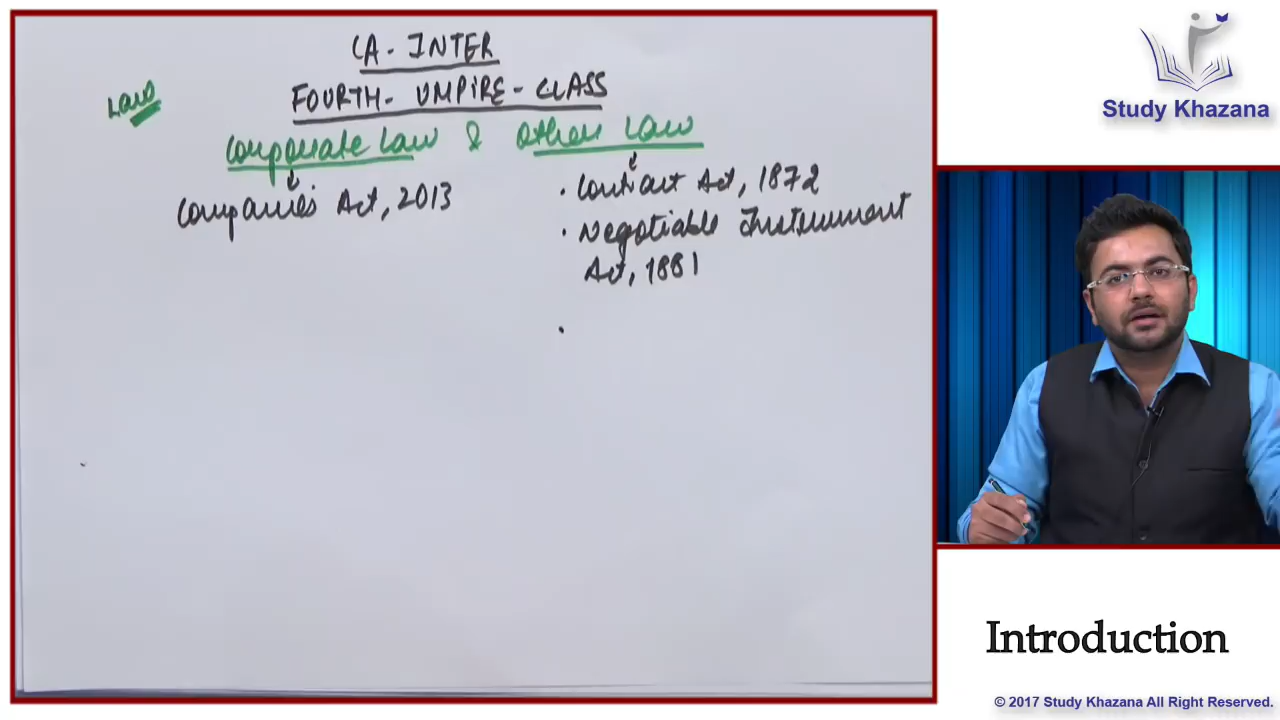 CA - INTER
FOURTH - UMPIRE - CLASS
Law
Corporate Law & Other Law
Companies Act, 2013
· Contract Act, 1872
· Negotiable Instrument
Act, 1881
·
Study Khazana
Introduction
© 2017 Study Khazana All Right Reserved.